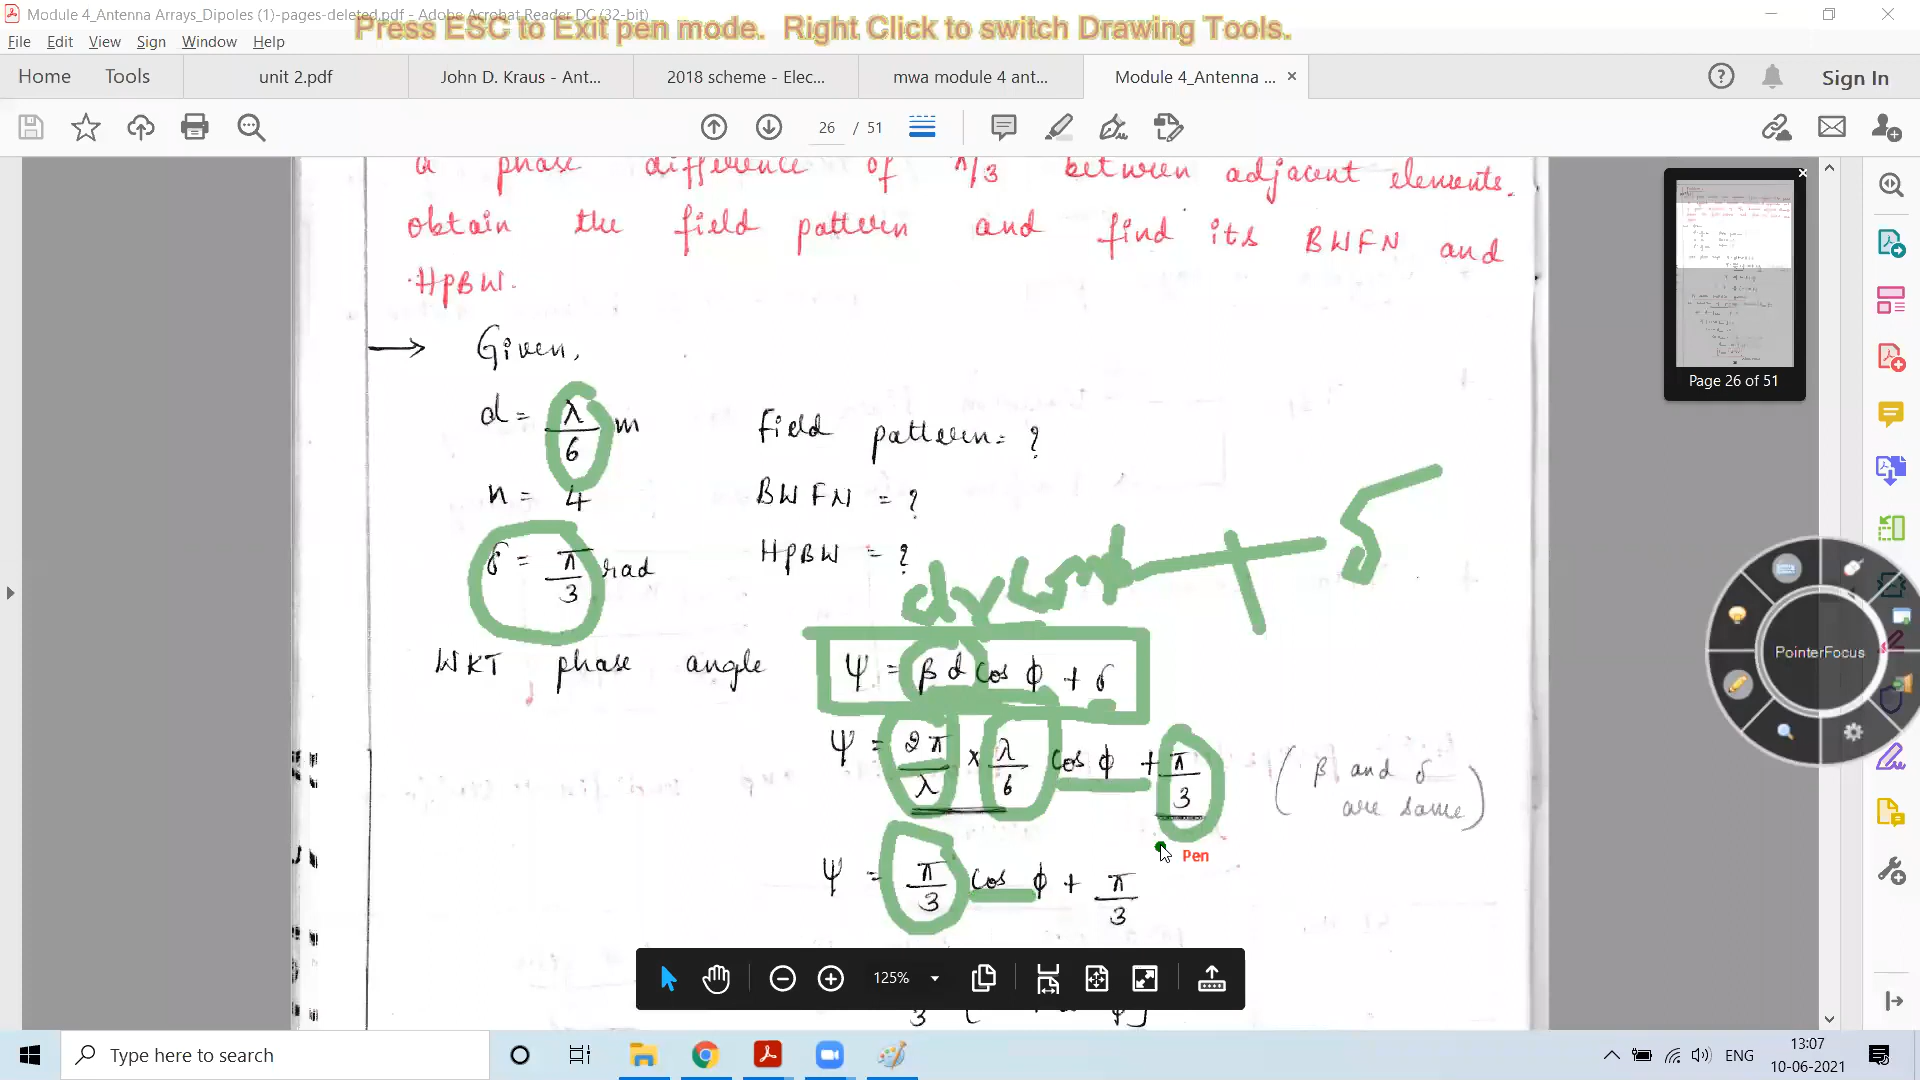 Module 4_Antenna Arrays_Dipoles (1)-pages-deleted.pdf - Adobe Acrobat Reader DC (32-bit)
Press ESC to Exit pen mode. Right Click to switch Drawing Tools.
File Edit View Sign Window Help
Home Tools unit 2.pdf John D. Kraus - Ant... 2018 scheme - Elec... mwa module 4 ant... Module 4_Antenna ... × Sign In
26 / 51
a phase difference of π/3 between adjacent elements.
obtain the field pattern and find its BWFN and
HPBW.
Page 26 of 51
→ Given,
d = λ/6 m field pattern = ?
n = 4 BWFN = ?
δ = π/3 rad HPBW = ?
dr cos φ + δ
WKT phase angle ψ = βd cos φ + δ
PointerFocus
ψ = 2π/λ × λ/6 cos φ + π/3 (β and δ
are same)
Pen
ψ = π/3 cos φ + π/3
125%
Type here to search
ENG
13:07
10-06-2021